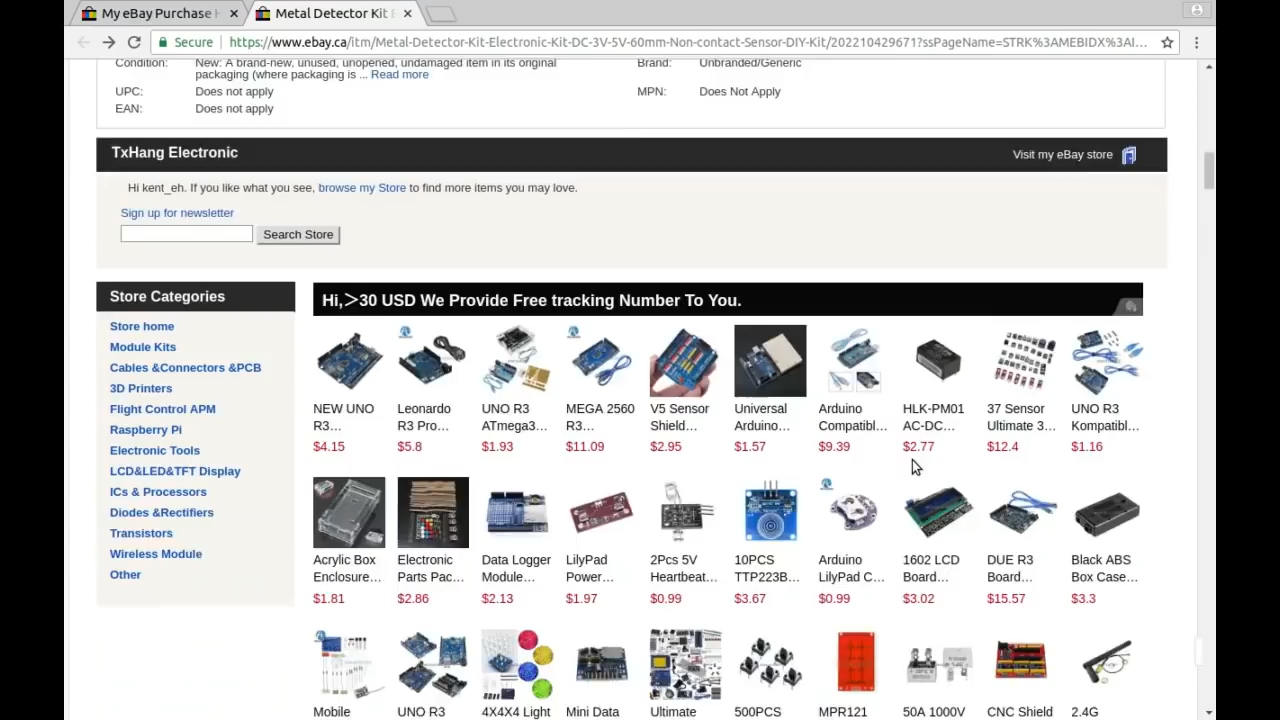 My eBay Purchase H
Metal Detector Kit E
Secure
https://www.ebay.ca/itm/Metal-Detector-Kit-Electronic-Kit-DC-3V-5V-60mm-Non-contact-Sensor-DIY-Kit/202210429671?ssPageName=STRK%3AMEBIDX%3AI...
Condition: New: A brand-new, unused, unopened, undamaged item in its original
packaging (where packaging is ... Read more
Brand: Unbranded/Generic
UPC: Does not apply
MPN: Does Not Apply
EAN: Does not apply
TxHang Electronic
Visit my eBay store
Hi kent_eh. If you like what you see, browse my Store to find more items you may love.
Sign up for newsletter
Search Store
Store Categories
Store home
Module Kits
Cables &Connectors &PCB
3D Printers
Flight Control APM
Raspberry Pi
Electronic Tools
LCD&LED&TFT Display
ICs & Processors
Diodes &Rectifiers
Transistors
Wireless Module
Other
Hi,＞30 USD We Provide Free tracking Number To You.
NEW UNO
R3...
$4.15
Leonardo
R3 Pro...
$5.8
UNO R3
ATmega3...
$1.93
MEGA 2560
R3...
$11.09
V5 Sensor
Shield...
$2.95
Universal
Arduino...
$1.57
Arduino
Compatibl...
$9.39
HLK-PM01
AC-DC...
$2.77
37 Sensor
Ultimate 3...
$12.4
UNO R3
Kompatibl...
$1.16
Acrylic Box
Enclosure...
$1.81
Electronic
Parts Pac...
$2.86
Data Logger
Module...
$2.13
LilyPad
Power...
$1.97
2Pcs 5V
Heartbeat...
$0.99
10PCS
TTP223B...
$3.67
Arduino
LilyPad C...
$0.99
1602 LCD
Board...
$3.02
DUE R3
Board...
$15.57
Black ABS
Box Case...
$3.3
Mobile
UNO R3
4X4X4 Light
Mini Data
Ultimate
500PCS
MPR121
50A 1000V
CNC Shield
2.4G